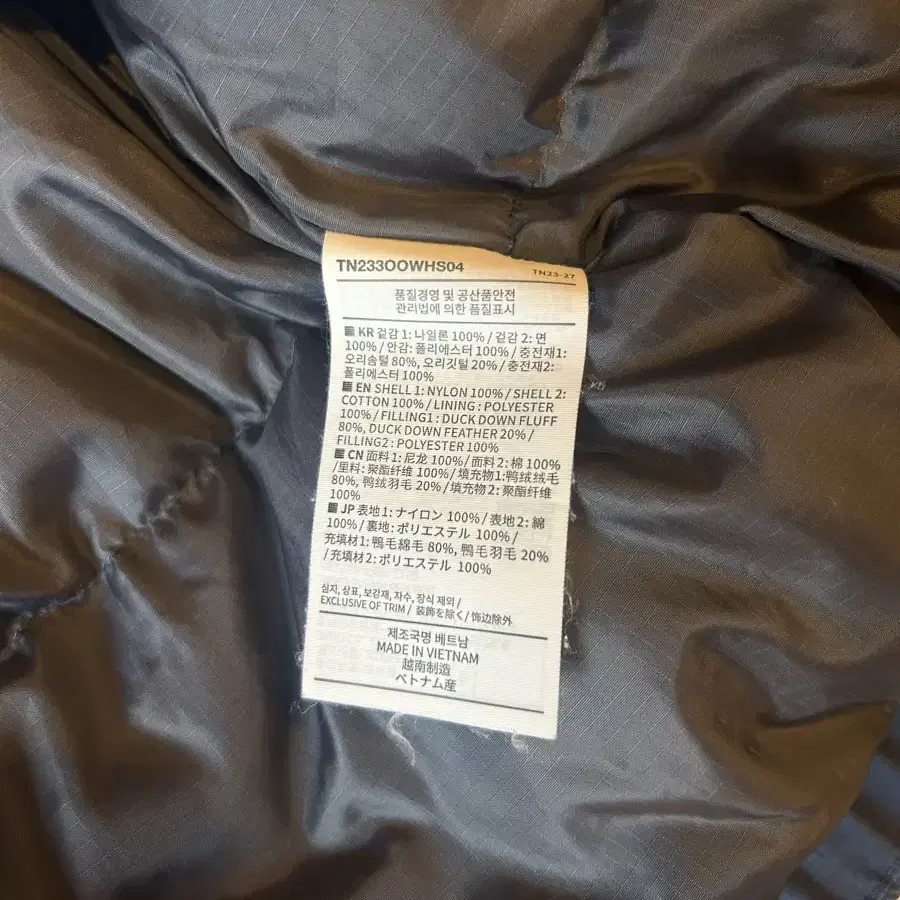 TN233OOWHS04
TN23-27
품질경영 및 공산품안전
관리법에 의한 품질표시
■ KR 겉감 1: 나일론 100% / 겉감 2: 면
100% / 안감: 폴리에스터 100% / 충전재1:
오리솜털 80%, 오리깃털 20% / 충전재2:
폴리에스터 100%
■ EN SHELL 1: NYLON 100% / SHELL 2:
COTTON 100% / LINING : POLYESTER
100% / FILLING1 : DUCK DOWN FLUFF
80%, DUCK DOWN FEATHER 20% /
FILLING2 : POLYESTER 100%
■ CN 面料 1: 尼龙 100% / 面料 2: 棉 100%
/里料: 聚酯纤维 100% / 填充物1:鸭绒绒毛
80%, 鸭绒羽毛 20% / 填充物 2: 聚酯纤维
100%
■ JP 表地1: ナイロン 100% / 表地2: 綿
100% / 裏地: ポリエステル 100% /
充填材1: 鴨毛綿毛 80%, 鴨毛羽毛 20%
/充填材2: ポリエステル 100%
심지, 상표, 보강재, 자수, 장식 제외 /
EXCLUSIVE OF TRIM / 装飾を除く / 饰边除外
제조국명 베트남
MADE IN VIETNAM
越南制造
ベトナム産